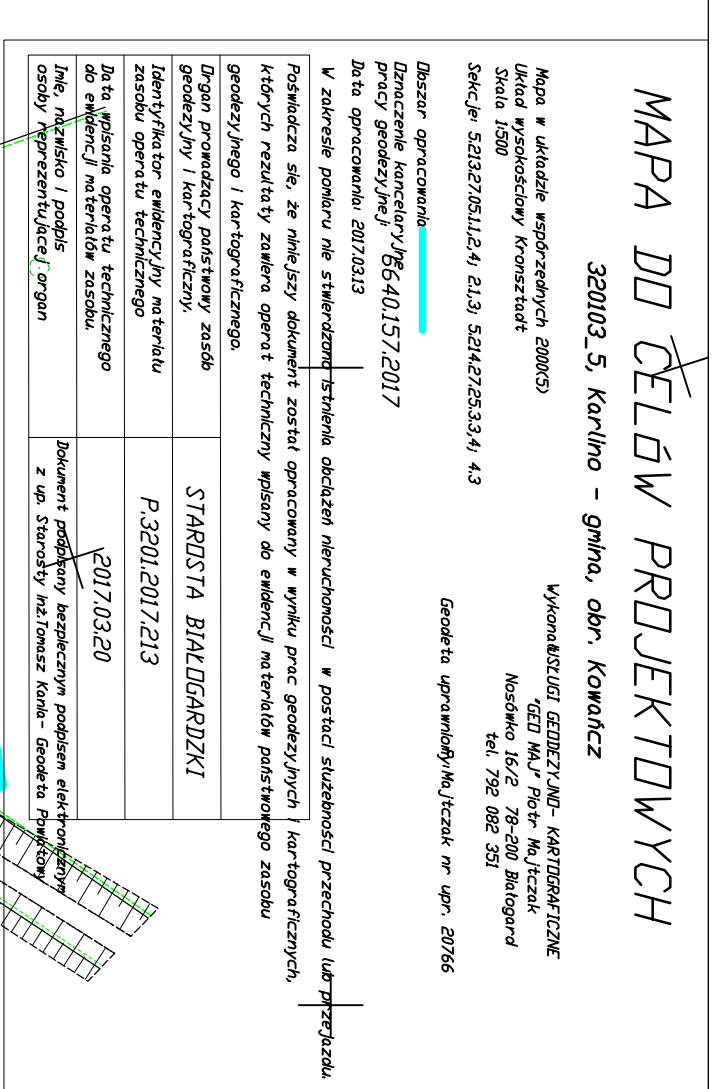 MAPA DO CELÓW PROJEKTOWYCH
320103_5, Karlino - gmina, obr. Kowańcz
Mapa w układzie współrzędnych 2000(5)
Układ wysokościowy Kronsztadt
Skala 1:500
Sekcje: 5.213.27.05.1.1,2,4; 2.1,3; 5.214.27.25.3.3,4; 4.3
Wykonał:USŁUGI GEODEZYJNO- KARTOGRAFICZNE
"GEO MAJ" Piotr Majtczak
Nosówko 16/2 78-200 Białogard
tel. 792 082 351
Geodeta uprawniony:Majtczak nr upr. 20766
Obszar opracowania
Oznaczenie kancelaryjne
pracy geodezyjnej: 6640.157.2017
Data opracowania: 2017.03.13
W zakresie pomiaru nie stwierdzono istnienia obciążeń nieruchomości w postaci służebności przechodu lub przejazdu.
Poświadcza się, że niniejszy dokument został opracowany w wyniku prac geodezyjnych i kartograficznych,
których rezultaty zawiera operat techniczny wpisany do ewidencji materiałów państwowego zasobu
geodezyjnego i kartograficznego.
Organ prowadzący państwowy zasób
geodezyjny i kartograficzny.
STAROSTA BIAŁOGARDZKI
Identyfikator ewidencyjny materiału
zasobu operatu technicznego
P.3201.2017.213
Data wpisania operatu technicznego
do ewidencji materiałów zasobu.
2017.03.20
Imię, nazwisko i podpis
osoby reprezentującej organ
Dokument podpisany bezpiecznym podpisem elektronicznym
z up. Starosty inż.Tomasz Kania- Geodeta Powiatowy